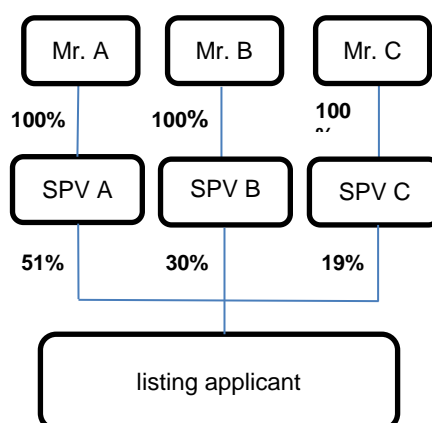 Mr. A
Mr. B
Mr. C
100%
100%
100
%
SPV A
SPV B
SPV C
51%
30%
19%
listing applicant